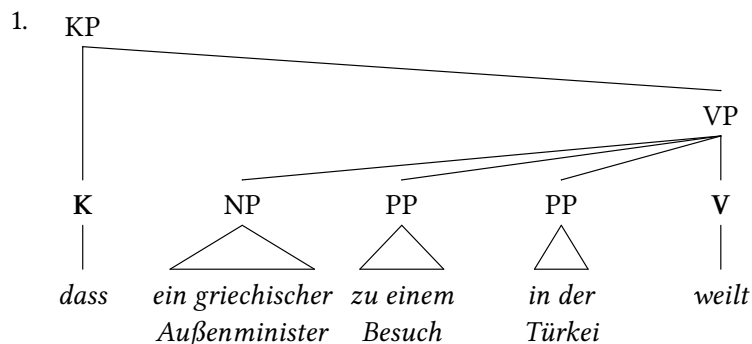 1. KP
VP
K NP PP PP V
dass ein griechischer zu einem in der weilt
Außenminister Besuch Türkei